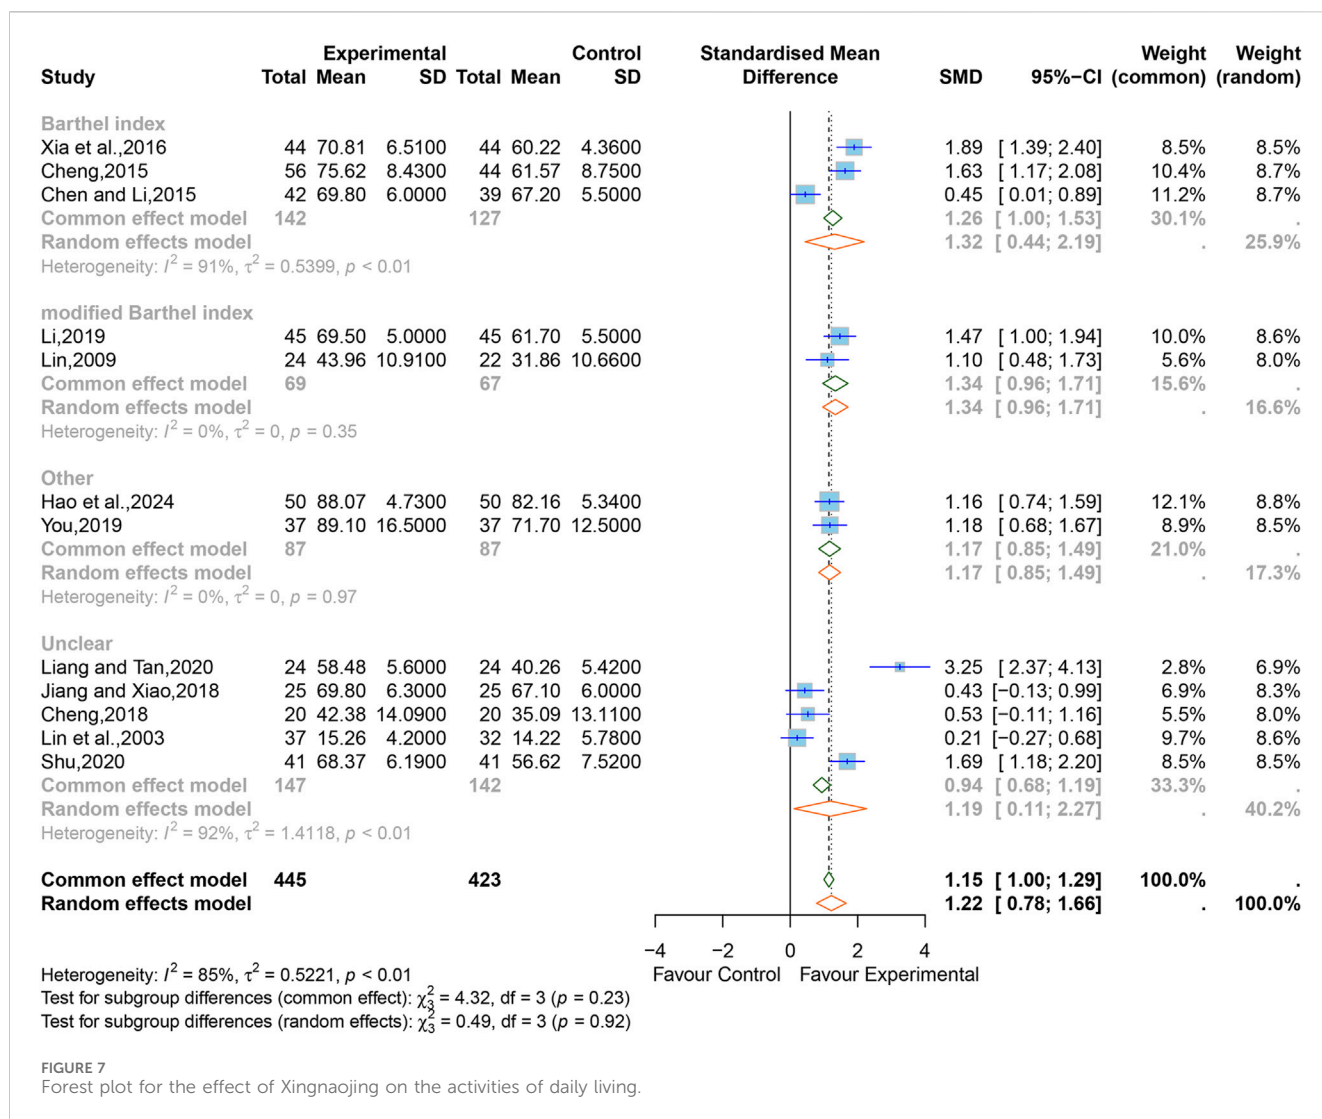 Experimental Control Standardised Mean Weight Weight
Study Total Mean SD Total Mean SD Difference SMD 95%−CI (common) (random)
Barthel index
Xia et al.,2016 44 70.81 6.5100 44 60.22 4.3600 1.89 [ 1.39; 2.40] 8.5% 8.5%
Cheng,2015 56 75.62 8.4300 44 61.57 8.7500 1.63 [ 1.17; 2.08] 10.4% 8.7%
Chen and Li,2015 42 69.80 6.0000 39 67.20 5.5000 0.45 [ 0.01; 0.89] 11.2% 8.7%
Common effect model 142 127 1.26 [ 1.00; 1.53] 30.1% .
Random effects model 1.32 [ 0.44; 2.19] . 25.9%
Heterogeneity: I² = 91%, τ² = 0.5399, p < 0.01
modified Barthel index
Li,2019 45 69.50 5.0000 45 61.70 5.5000 1.47 [ 1.00; 1.94] 10.0% 8.6%
Lin,2009 24 43.96 10.9100 22 31.86 10.6600 1.10 [ 0.48; 1.73] 5.6% 8.0%
Common effect model 69 67 1.34 [ 0.96; 1.71] 15.6% .
Random effects model 1.34 [ 0.96; 1.71] . 16.6%
Heterogeneity: I² = 0%, τ² = 0, p = 0.35
Other
Hao et al.,2024 50 88.07 4.7300 50 82.16 5.3400 1.16 [ 0.74; 1.59] 12.1% 8.8%
You,2019 37 89.10 16.5000 37 71.70 12.5000 1.18 [ 0.68; 1.67] 8.9% 8.5%
Common effect model 87 87 1.17 [ 0.85; 1.49] 21.0% .
Random effects model 1.17 [ 0.85; 1.49] . 17.3%
Heterogeneity: I² = 0%, τ² = 0, p = 0.97
Unclear
Liang and Tan,2020 24 58.48 5.6000 24 40.26 5.4200 3.25 [ 2.37; 4.13] 2.8% 6.9%
Jiang and Xiao,2018 25 69.80 6.3000 25 67.10 6.0000 0.43 [−0.13; 0.99] 6.9% 8.3%
Cheng,2018 20 42.38 14.0900 20 35.09 13.1100 0.53 [−0.11; 1.16] 5.5% 8.0%
Lin et al.,2003 37 15.26 4.2000 32 14.22 5.7800 0.21 [−0.27; 0.68] 9.7% 8.6%
Shu,2020 41 68.37 6.1900 41 56.62 7.5200 1.69 [ 1.18; 2.20] 8.5% 8.5%
Common effect model 147 142 0.94 [ 0.68; 1.19] 33.3% .
Random effects model 1.19 [ 0.11; 2.27] . 40.2%
Heterogeneity: I² = 92%, τ² = 1.4118, p < 0.01
Common effect model 445 423 1.15 [ 1.00; 1.29] 100.0% .
Random effects model 1.22 [ 0.78; 1.66] . 100.0%
−4 −2 0 2 4
Favour Control Favour Experimental
Heterogeneity: I² = 85%, τ² = 0.5221, p < 0.01
Test for subgroup differences (common effect): χ²₃ = 4.32, df = 3 (p = 0.23)
Test for subgroup differences (random effects): χ²₃ = 0.49, df = 3 (p = 0.92)
FIGURE 7
Forest plot for the effect of Xingnaojing on the activities of daily living.